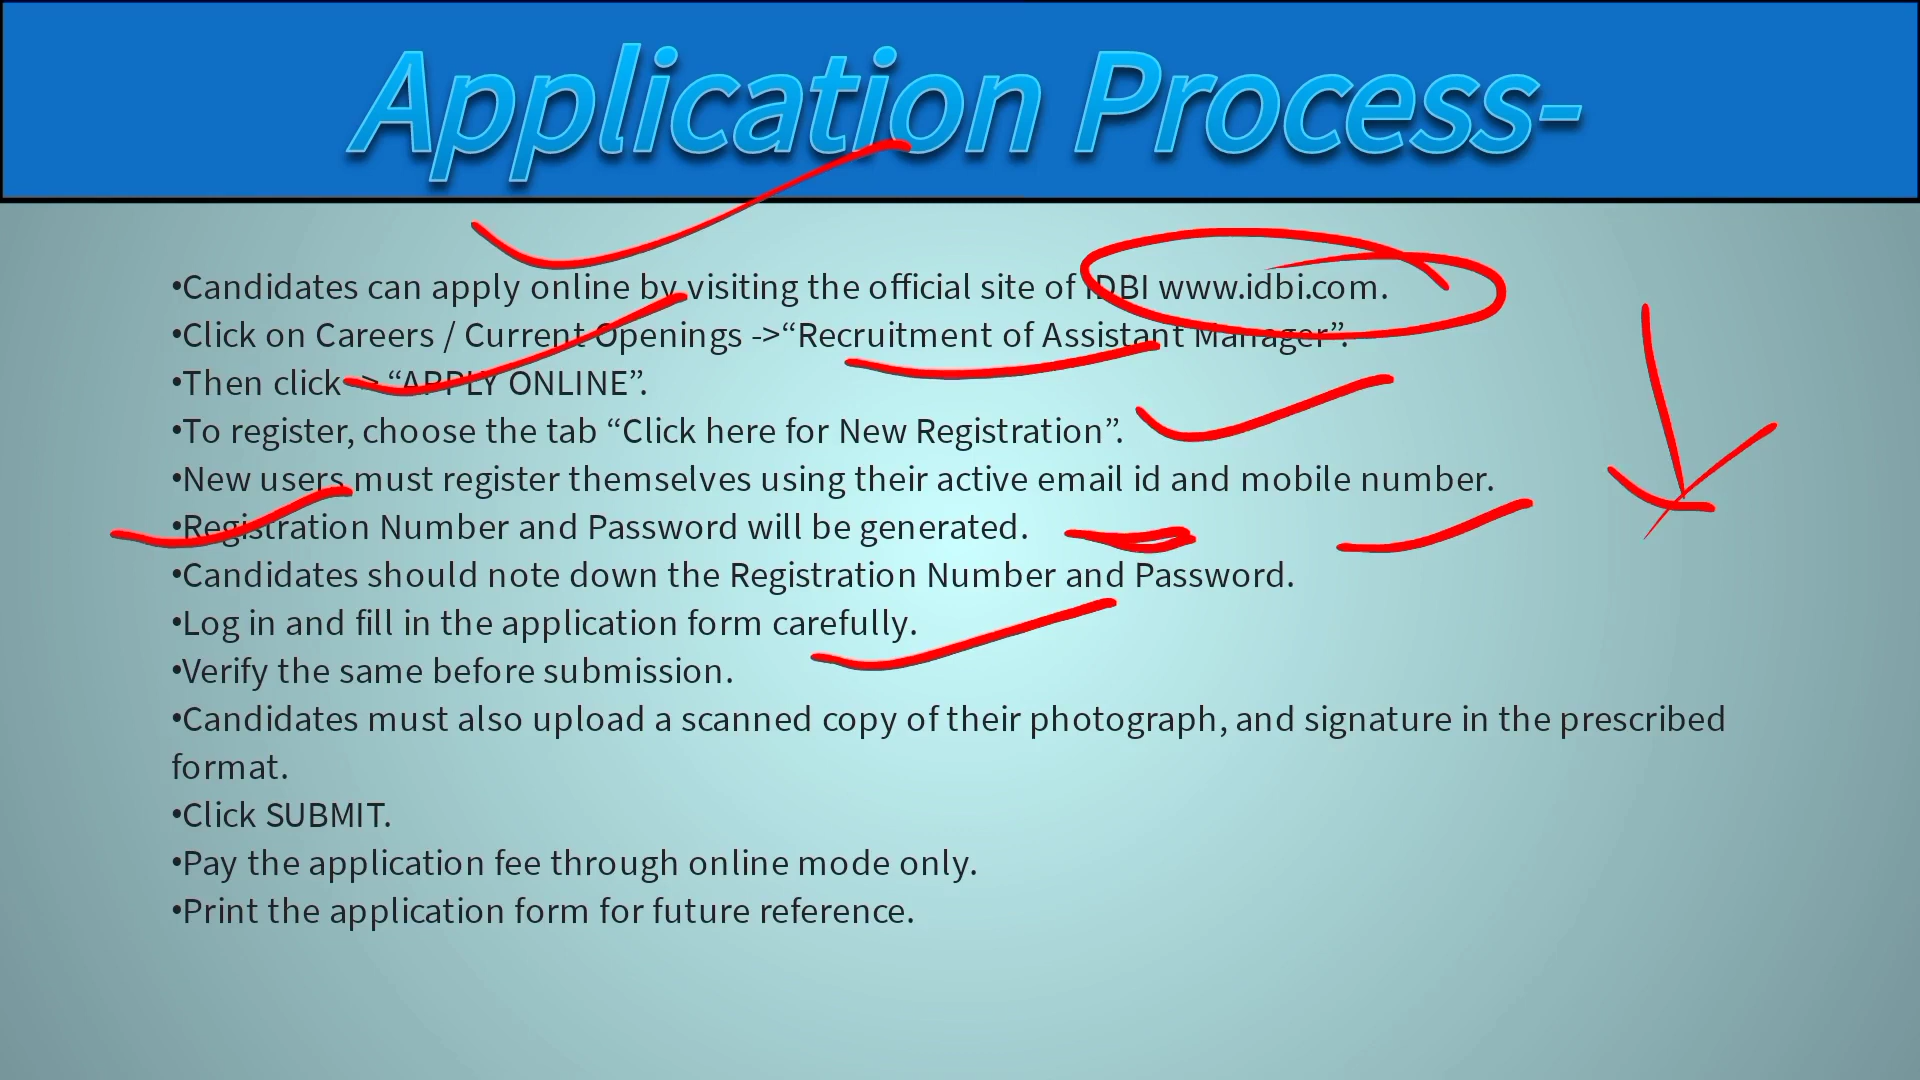 Application Process-
•Candidates can apply online by visiting the official site of IDBI www.idbi.com.
•Click on Careers / Current Openings ->“Recruitment of Assistant Manager”.
•Then click -> “APPLY ONLINE”.
•To register, choose the tab “Click here for New Registration”.
•New users must register themselves using their active email id and mobile number.
•Registration Number and Password will be generated.
•Candidates should note down the Registration Number and Password.
•Log in and fill in the application form carefully.
•Verify the same before submission.
•Candidates must also upload a scanned copy of their photograph, and signature in the prescribed
format.
•Click SUBMIT.
•Pay the application fee through online mode only.
•Print the application form for future reference.